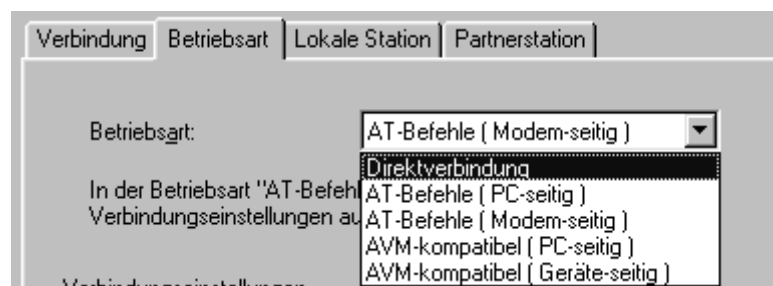 Verbindung Betriebsart Lokale Station Partnerstation
Betriebsart: AT-Befehle ( Modem-seitig )
Direktverbindung
In der Betriebsart "AT-Befehl AT-Befehle ( PC-seitig )
Verbindungseinstellungen au AT-Befehle ( Modem-seitig )
AVM-kompatibel ( PC-seitig )
AVM-kompatibel ( Geräte-seitig )